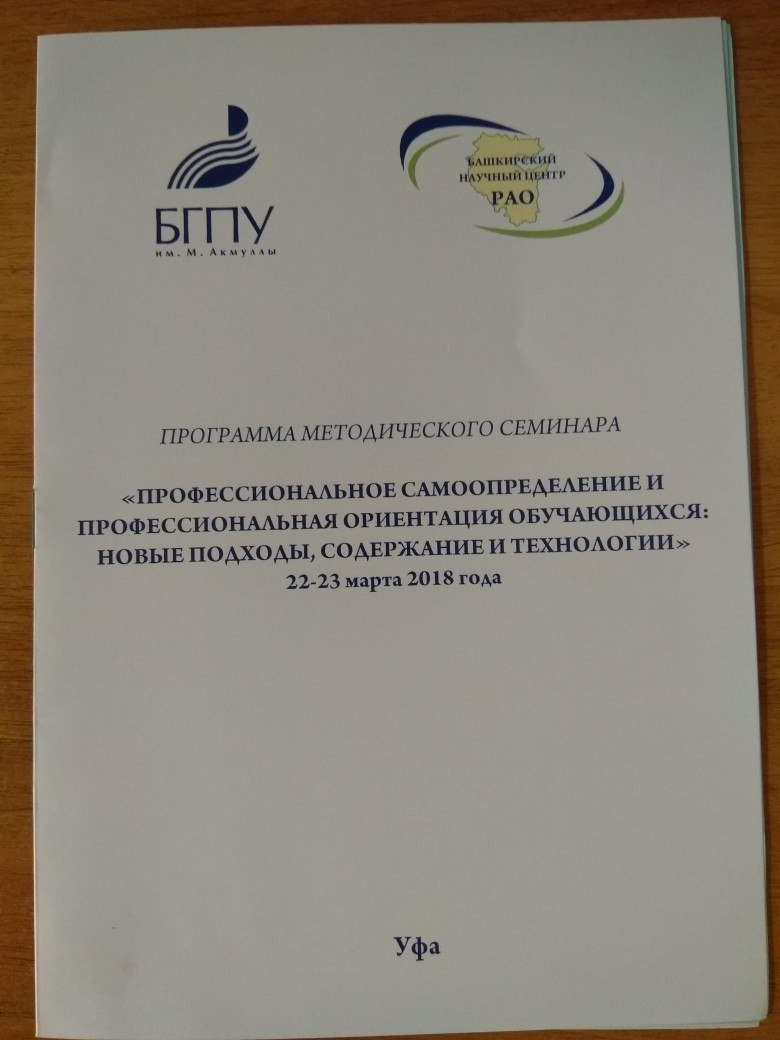 БГПУ
им. М. Акмуллы
БАШКИРСКИЙ
НАУЧНЫЙ ЦЕНТР
РАО
ПРОГРАММА МЕТОДИЧЕСКОГО СЕМИНАРА
«ПРОФЕССИОНАЛЬНОЕ САМООПРЕДЕЛЕНИЕ И
ПРОФЕССИОНАЛЬНАЯ ОРИЕНТАЦИЯ ОБУЧАЮЩИХСЯ:
НОВЫЕ ПОДХОДЫ, СОДЕРЖАНИЕ И ТЕХНОЛОГИИ»
22-23 марта 2018 года
Уфа